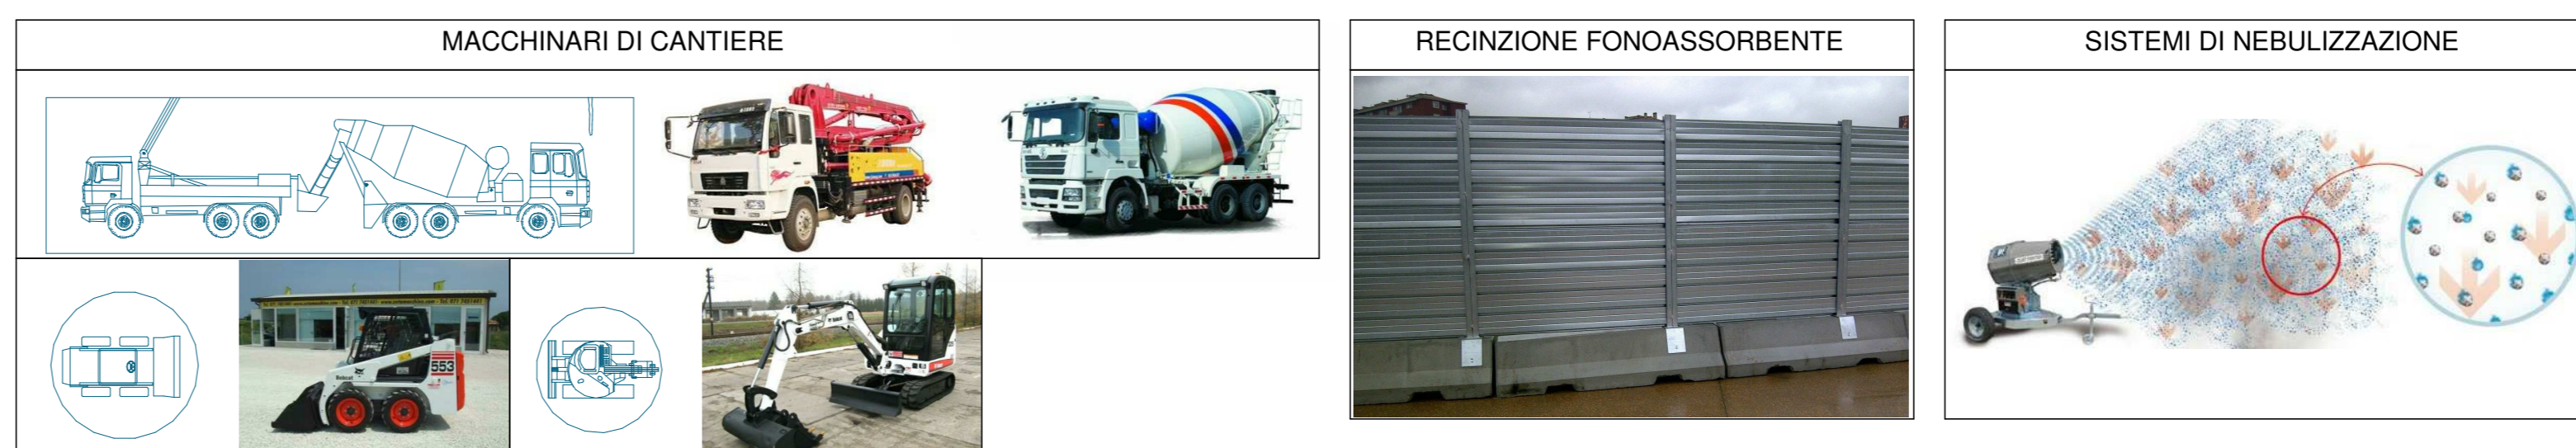 MACCHINARI DI CANTIERE
RECINZIONE FONOASSORBENTE
SISTEMI DI NEBULIZZAZIONE
Bobcat
553